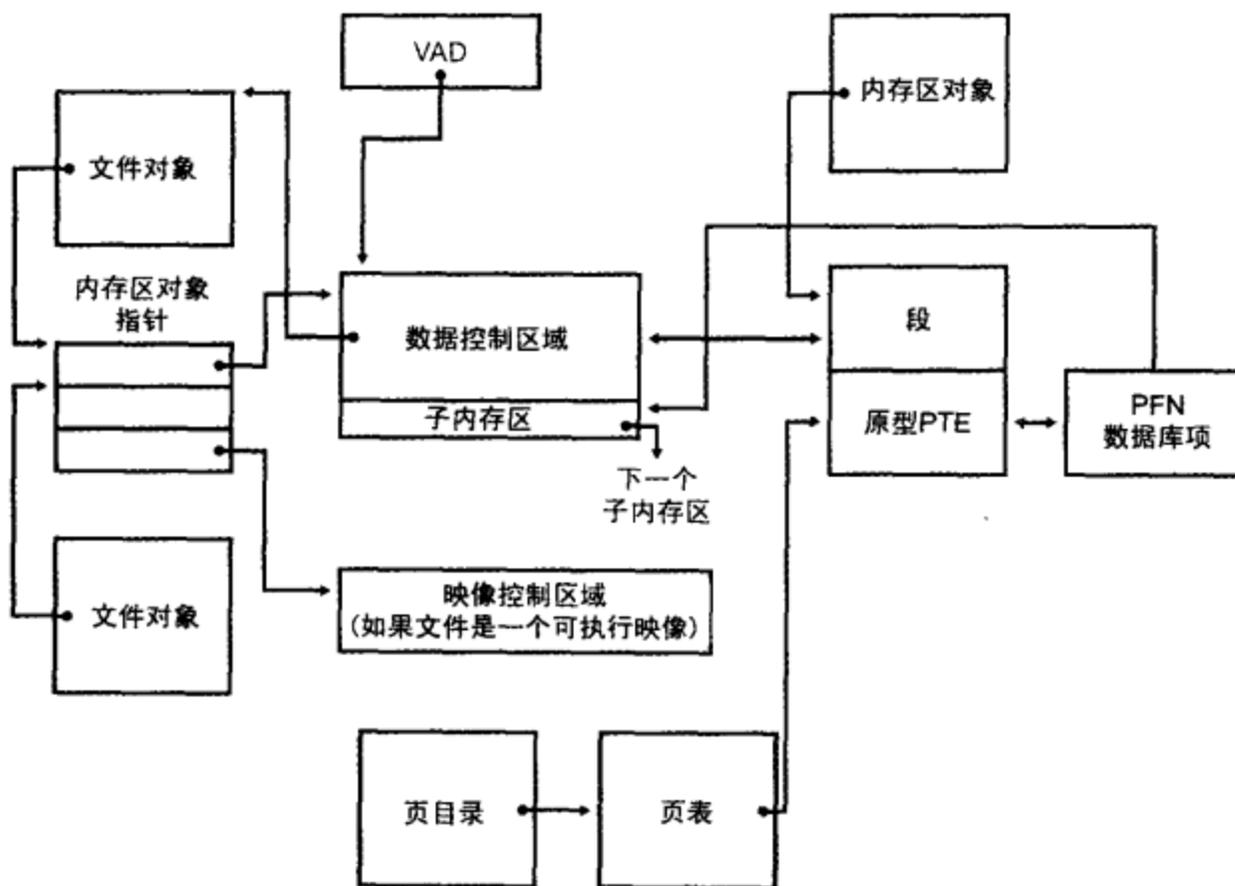 VAD
内存区对象
文件对象
内存区对象
指针
数据控制区域
段
子内存区
原型PTE
PFN
数据库项
下一个
子内存区
文件对象
映像控制区域
(如果文件是一个可执行映像)
页目录
页表